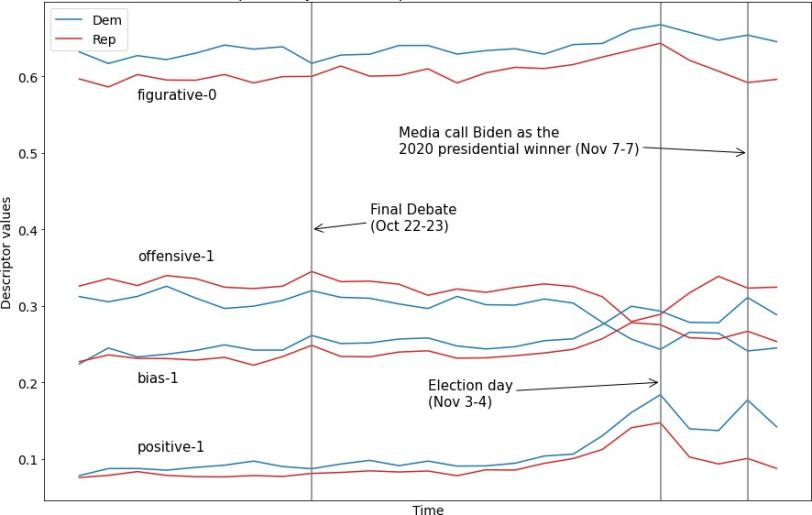 Dem
Rep
0.6
figurative-0
Media call Biden as the
2020 presidential winner (Nov 7-7)
0.5
Final Debate
(Oct 22-23)
0.4
offensive-1
0.3
bias-1
0.2
Election day
(Nov 3-4)
positive-1
0.1
Descriptor values
Time